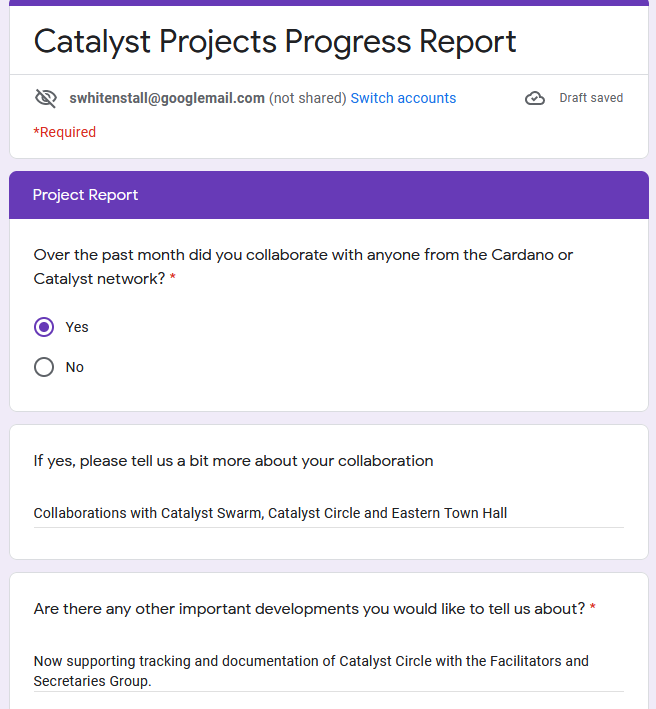 Catalyst Projects Progress Report
swhitenstall@googlemail.com (not shared) Switch accounts
Draft saved
*Required
Project Report
Over the past month did you collaborate with anyone from the Cardano or
Catalyst network? *
Yes
No
If yes, please tell us a bit more about your collaboration
Collaborations with Catalyst Swarm, Catalyst Circle and Eastern Town Hall
Are there any other important developments you would like to tell us about? *
Now supporting tracking and documentation of Catalyst Circle with the Facilitators and
Secretaries Group.